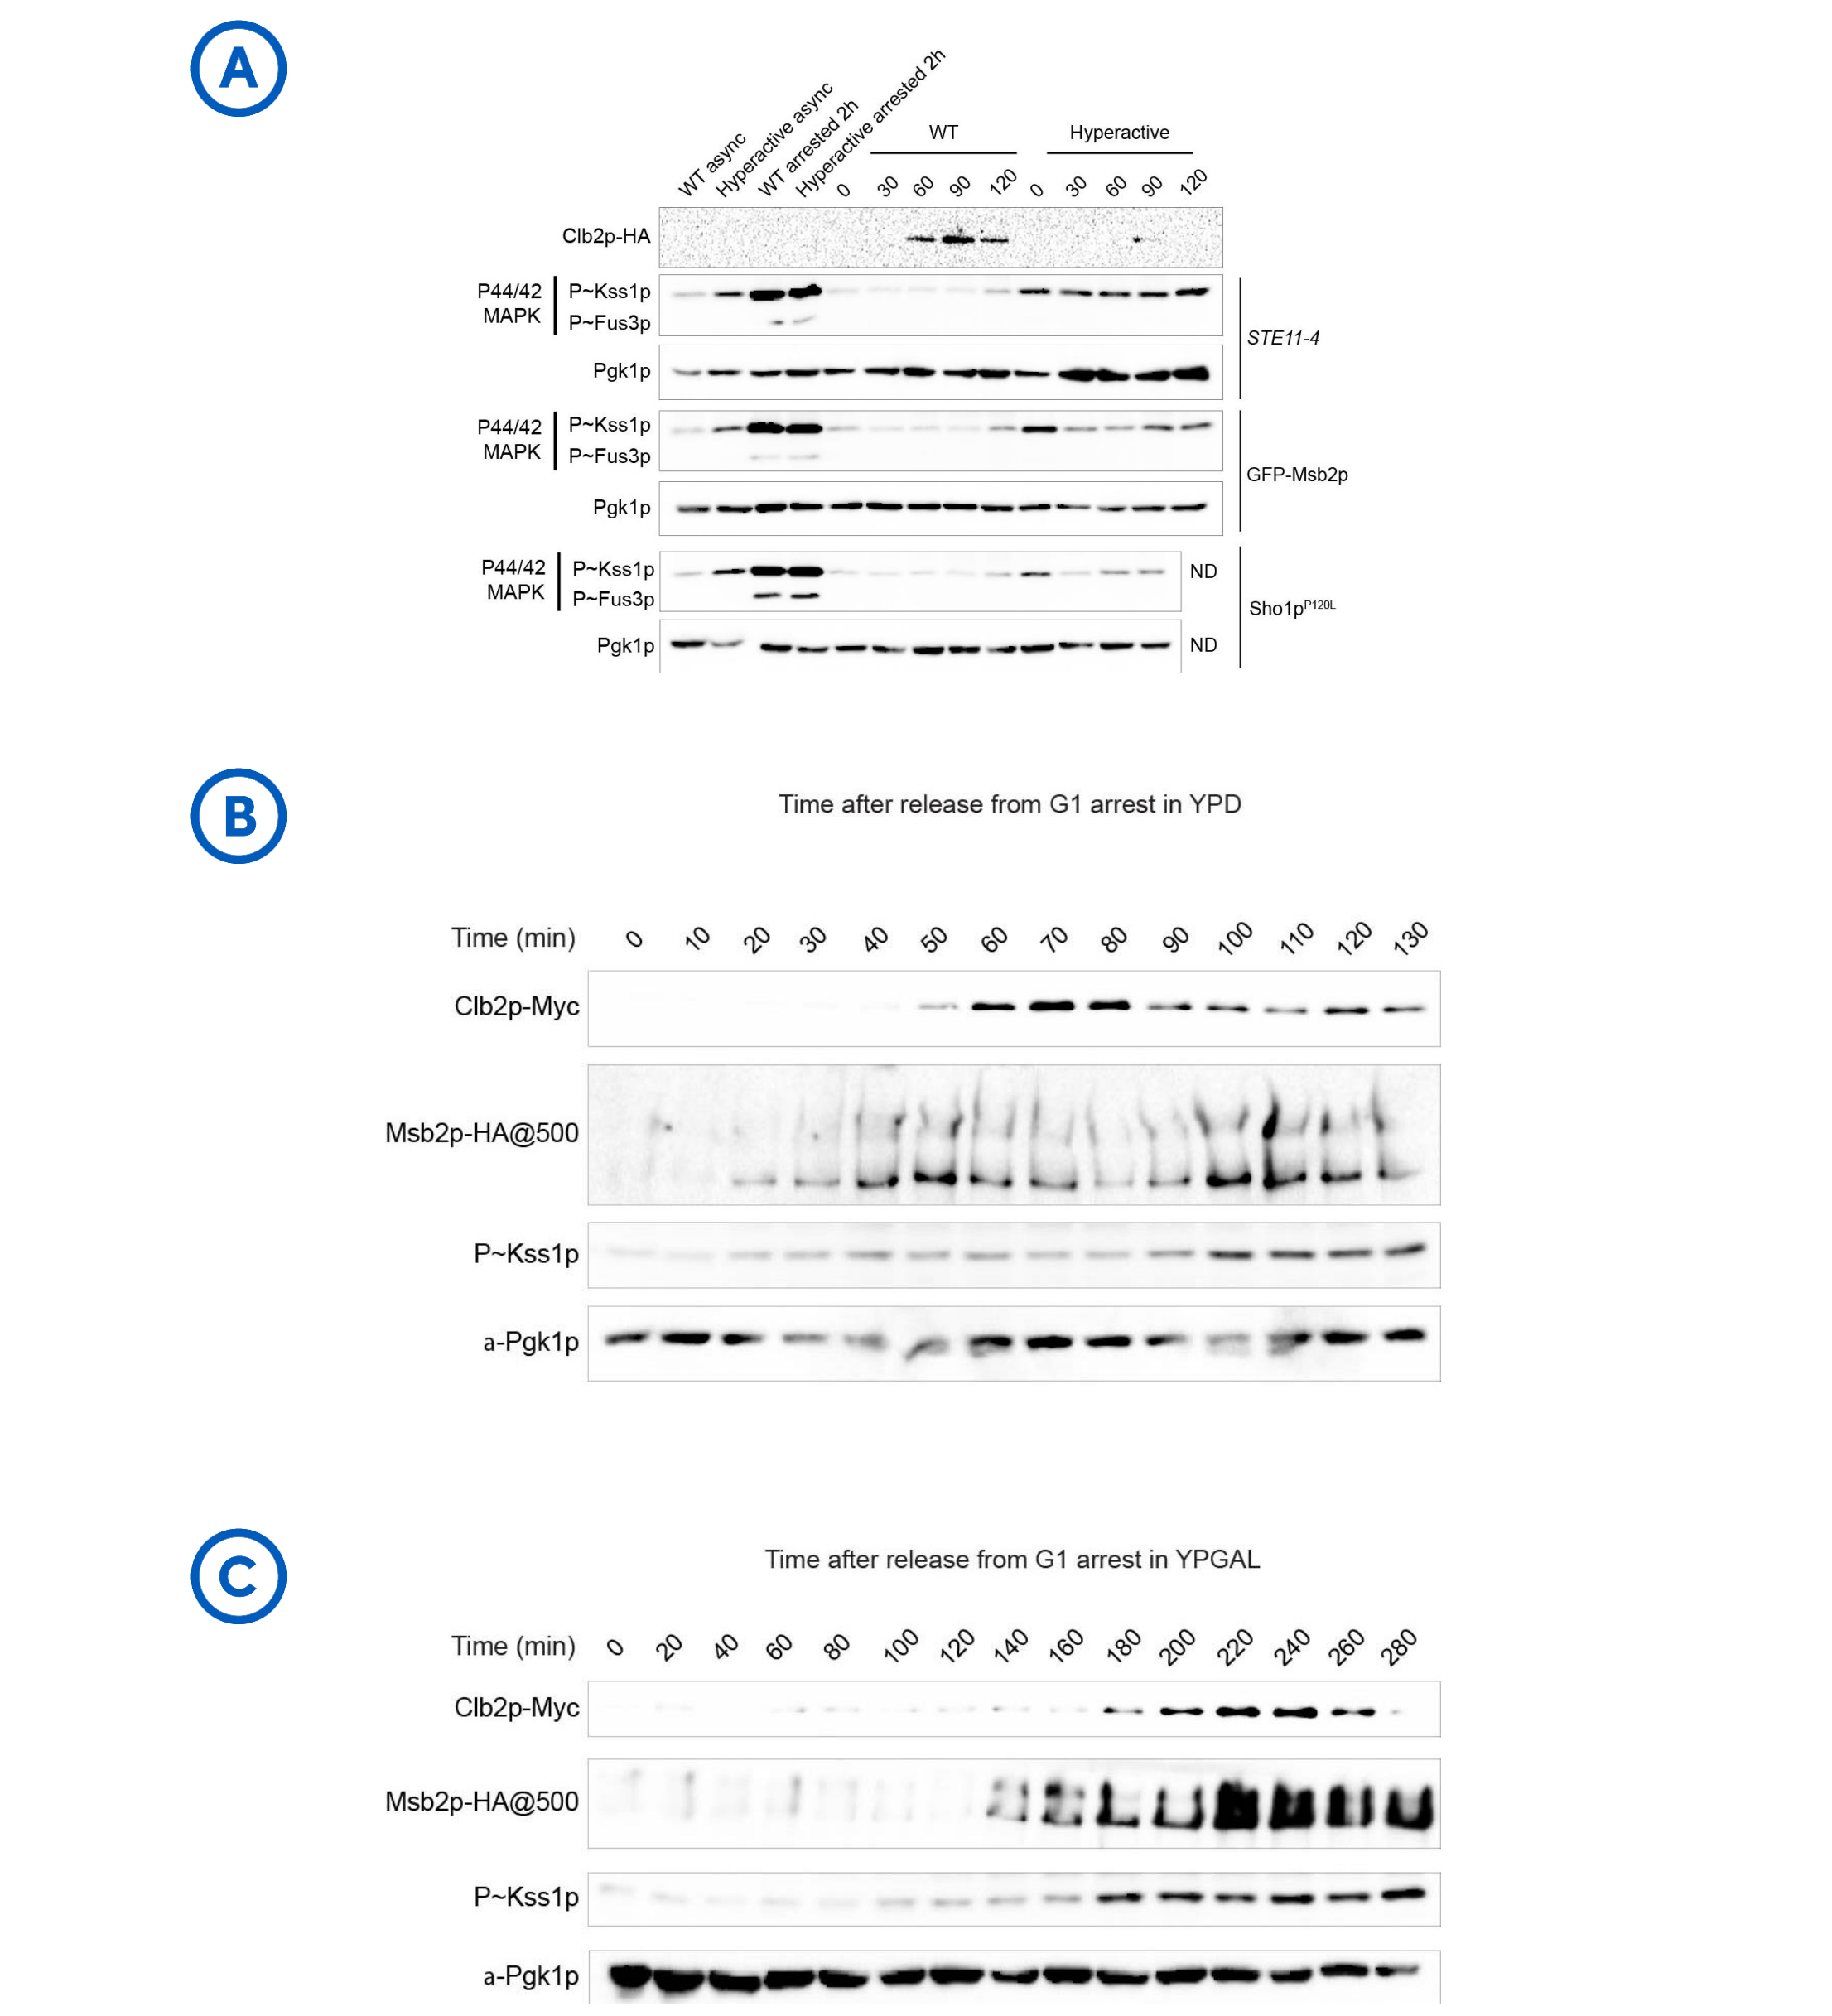 A
WT async
Hyperactive async
WT arrested 2h
Hyperactive arrested 2h
WT
Hyperactive
0 30 60 90 120 0 30 60 90 120
Clb2p-HA
P44/42 MAPK
P~Kss1p
P~Fus3p
Pgk1p
STE11-4
P44/42 MAPK
P~Kss1p
P~Fus3p
Pgk1p
GFP-Msb2p
P44/42 MAPK
P~Kss1p
P~Fus3p
ND
Pgk1p
ND
Sho1pP120L
B
Time after release from G1 arrest in YPD
Time (min) 0 10 20 30 40 50 60 70 80 90 100 110 120 130
Clb2p-Myc
Msb2p-HA@500
P~Kss1p
a-Pgk1p
C
Time after release from G1 arrest in YPGAL
Time (min) 0 20 40 60 80 100 120 140 160 180 200 220 240 260 280
Clb2p-Myc
Msb2p-HA@500
P~Kss1p
a-Pgk1p